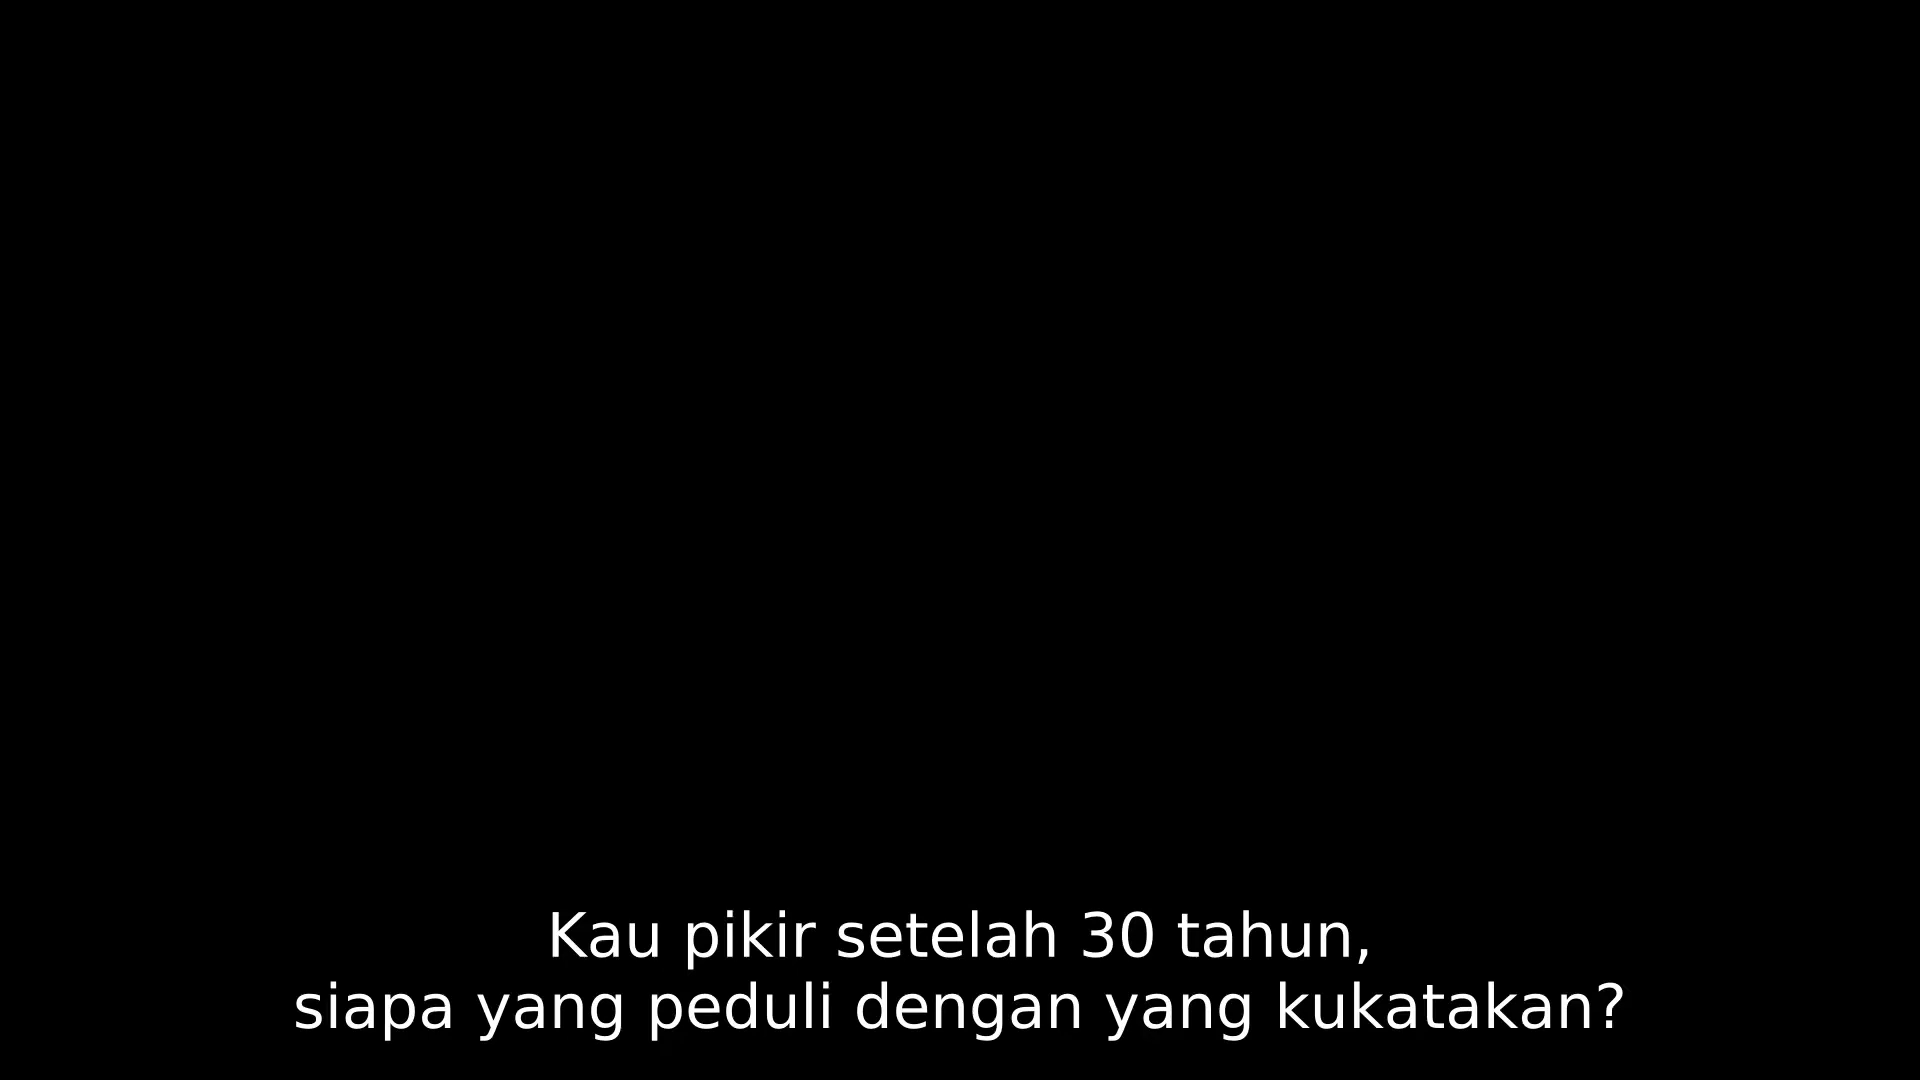 Kau pikir setelah 30 tahun,
siapa yang peduli dengan yang kukatakan?